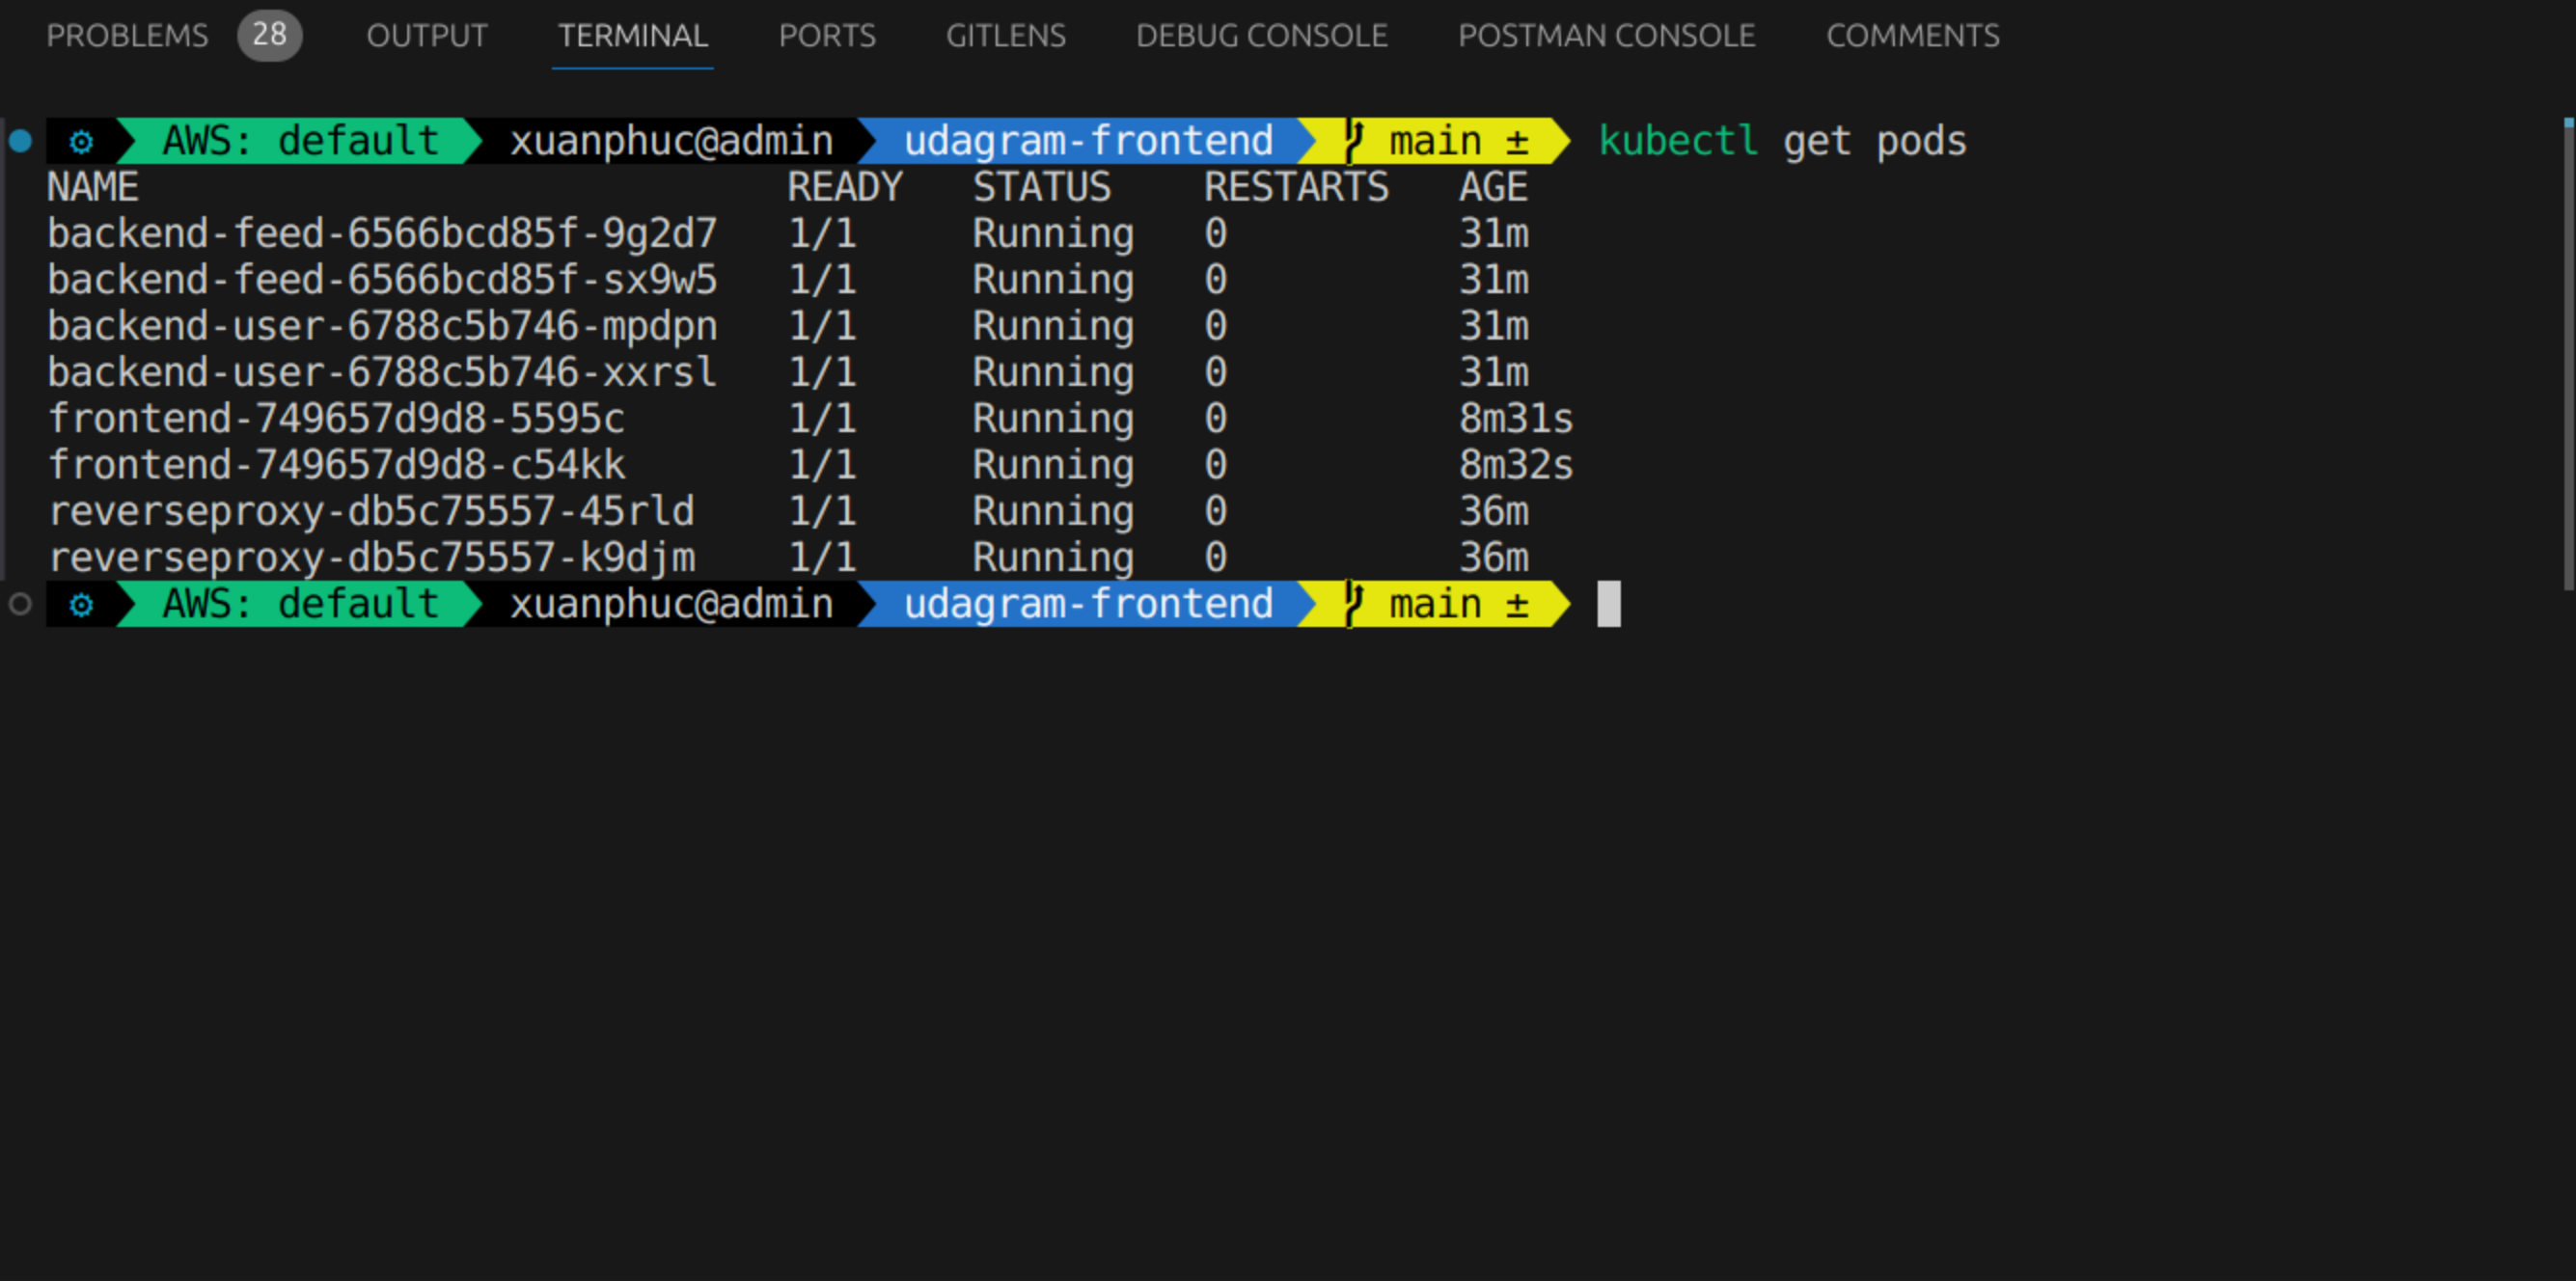 PROBLEMS 28 OUTPUT TERMINAL PORTS GITLENS DEBUG CONSOLE POSTMAN CONSOLE COMMENTS
AWS: default xuanphuc@admin udagram-frontend main ± kubectl get pods
NAME READY STATUS RESTARTS AGE
backend-feed-6566bcd85f-9g2d7 1/1 Running 0 31m
backend-feed-6566bcd85f-sx9w5 1/1 Running 0 31m
backend-user-6788c5b746-mpdpn 1/1 Running 0 31m
backend-user-6788c5b746-xxrsl 1/1 Running 0 31m
frontend-749657d9d8-5595c 1/1 Running 0 8m31s
frontend-749657d9d8-c54kk 1/1 Running 0 8m32s
reverseproxy-db5c75557-45rld 1/1 Running 0 36m
reverseproxy-db5c75557-k9djm 1/1 Running 0 36m
AWS: default xuanphuc@admin udagram-frontend main ±